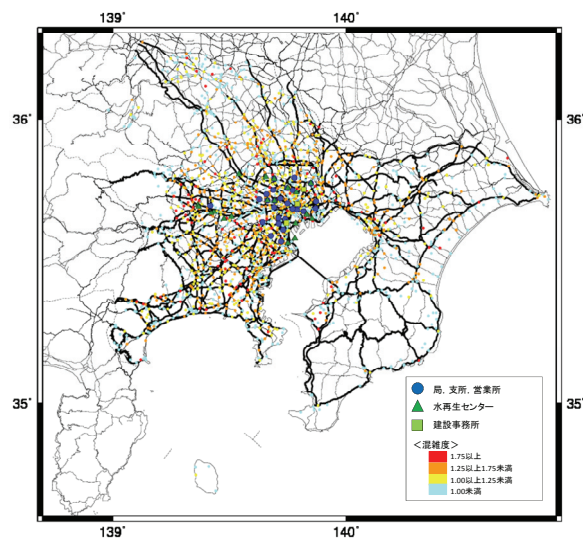 139°
140°
36°
36°
35°
35°
局，支所，営業所
水再生センター
建設事務所
＜混雑度＞
1.75以上
1.25以上1.75未満
1.00以上1.25未満
1.00未満
139°
140°